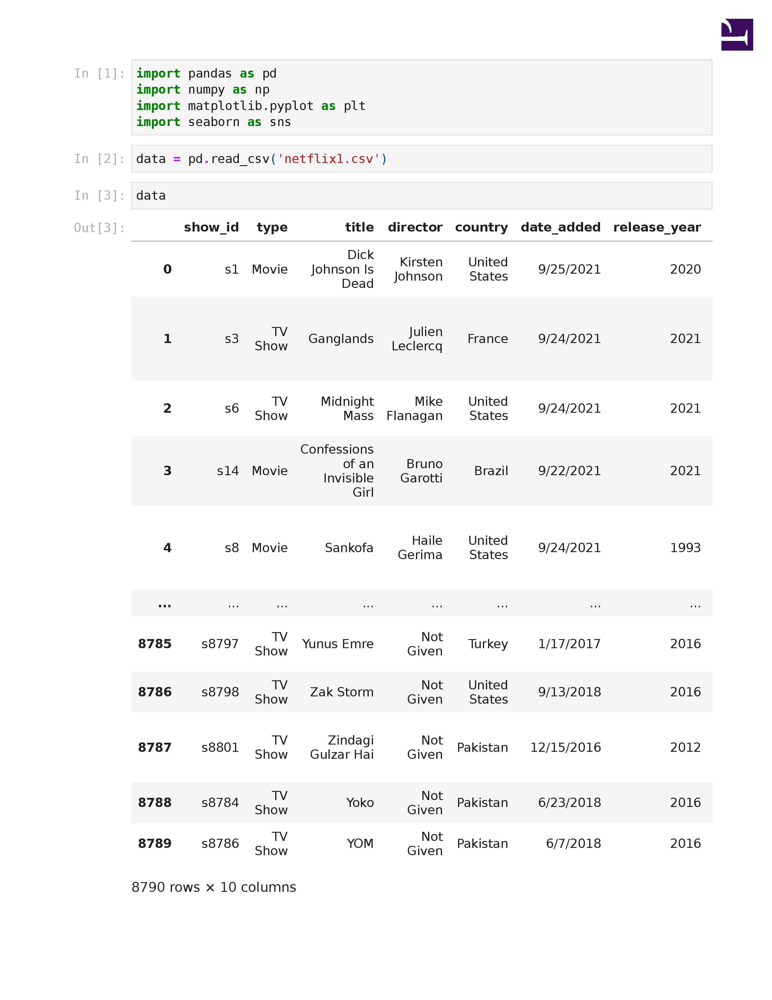 In [1]: import pandas as pd
import numpy as np
import matplotlib.pyplot as plt
import seaborn as sns
In [2]: data = pd.read_csv('netflix1.csv')
In [3]: data
Out[3]: show_id type title director country date_added release_year
0 s1 Movie Dick Johnson Is Dead Kirsten Johnson United States 9/25/2021 2020
1 s3 TV Show Ganglands Julien Leclercq France 9/24/2021 2021
2 s6 TV Show Midnight Mass Mike Flanagan United States 9/24/2021 2021
3 s14 Movie Confessions of an Invisible Girl Bruno Garotti Brazil 9/22/2021 2021
4 s8 Movie Sankofa Haile Gerima United States 9/24/2021 1993
... ... ... ... ... ... ... ...
8785 s8797 TV Show Yunus Emre Not Given Turkey 1/17/2017 2016
8786 s8798 TV Show Zak Storm Not Given United States 9/13/2018 2016
8787 s8801 TV Show Zindagi Gulzar Hai Not Given Pakistan 12/15/2016 2012
8788 s8784 TV Show Yoko Not Given Pakistan 6/23/2018 2016
8789 s8786 TV Show YOM Not Given Pakistan 6/7/2018 2016
8790 rows × 10 columns